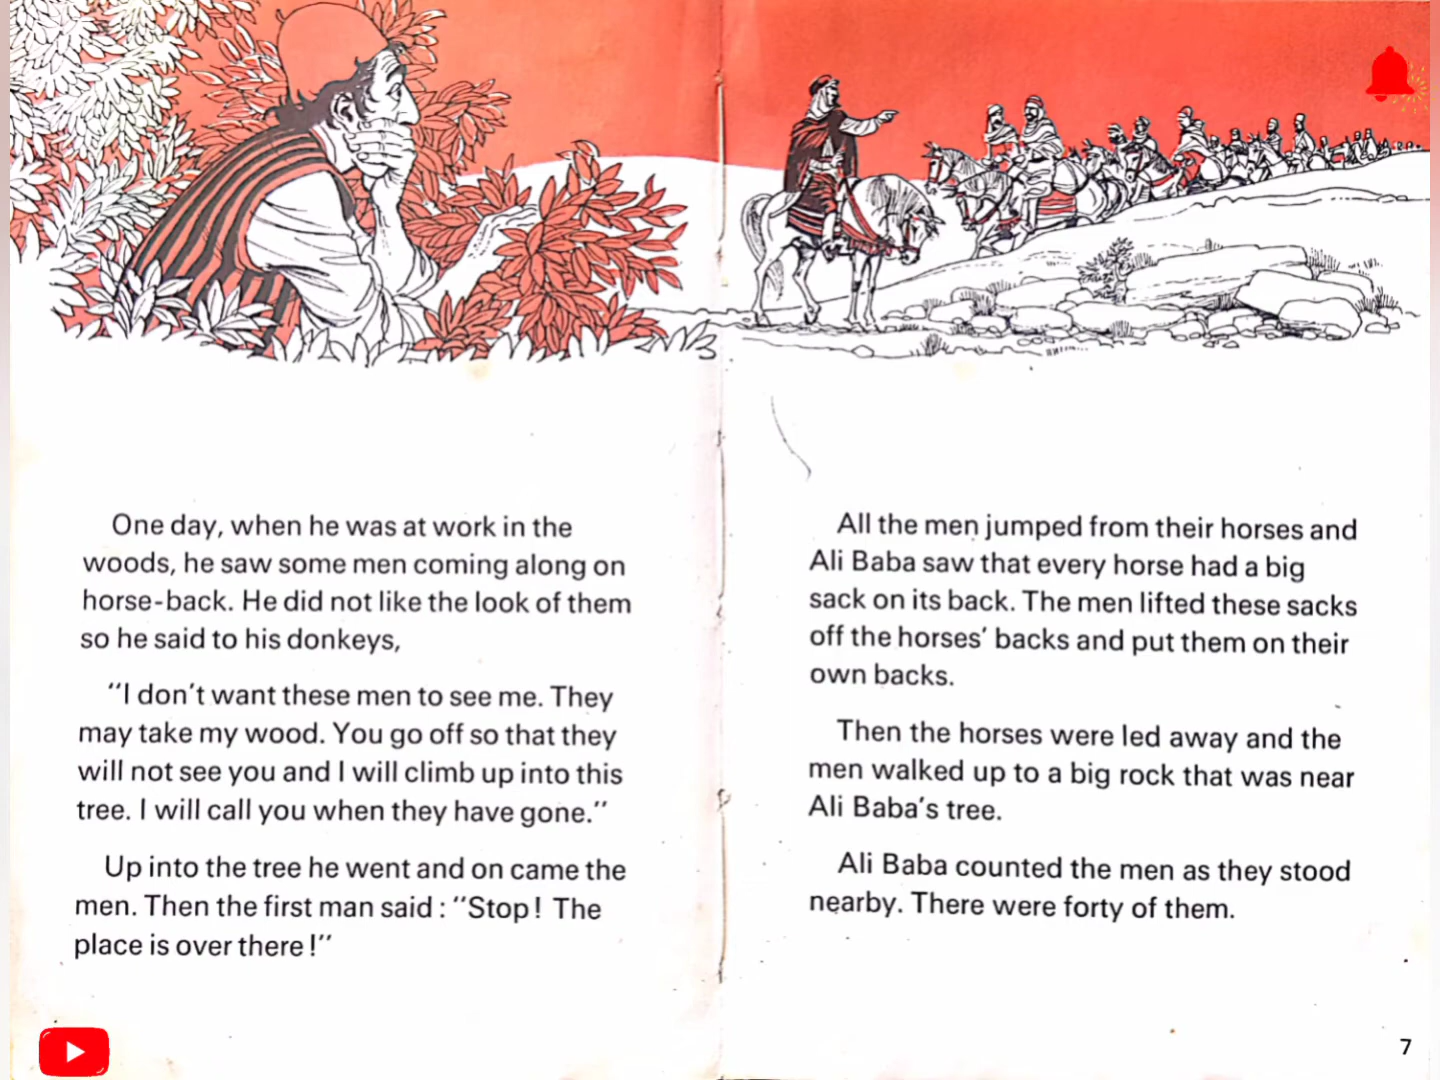 One day, when he was at work in the
woods, he saw some men coming along on
horse-back. He did not like the look of them
so he said to his donkeys,
“I don’t want these men to see me. They
may take my wood. You go off so that they
will not see you and I will climb up into this
tree. I will call you when they have gone.”
Up into the tree he went and on came the
men. Then the first man said : “Stop! The
place is over there!”
All the men jumped from their horses and
Ali Baba saw that every horse had a big
sack on its back. The men lifted these sacks
off the horses’ backs and put them on their
own backs.
Then the horses were led away and the
men walked up to a big rock that was near
Ali Baba’s tree.
Ali Baba counted the men as they stood
nearby. There were forty of them.
7